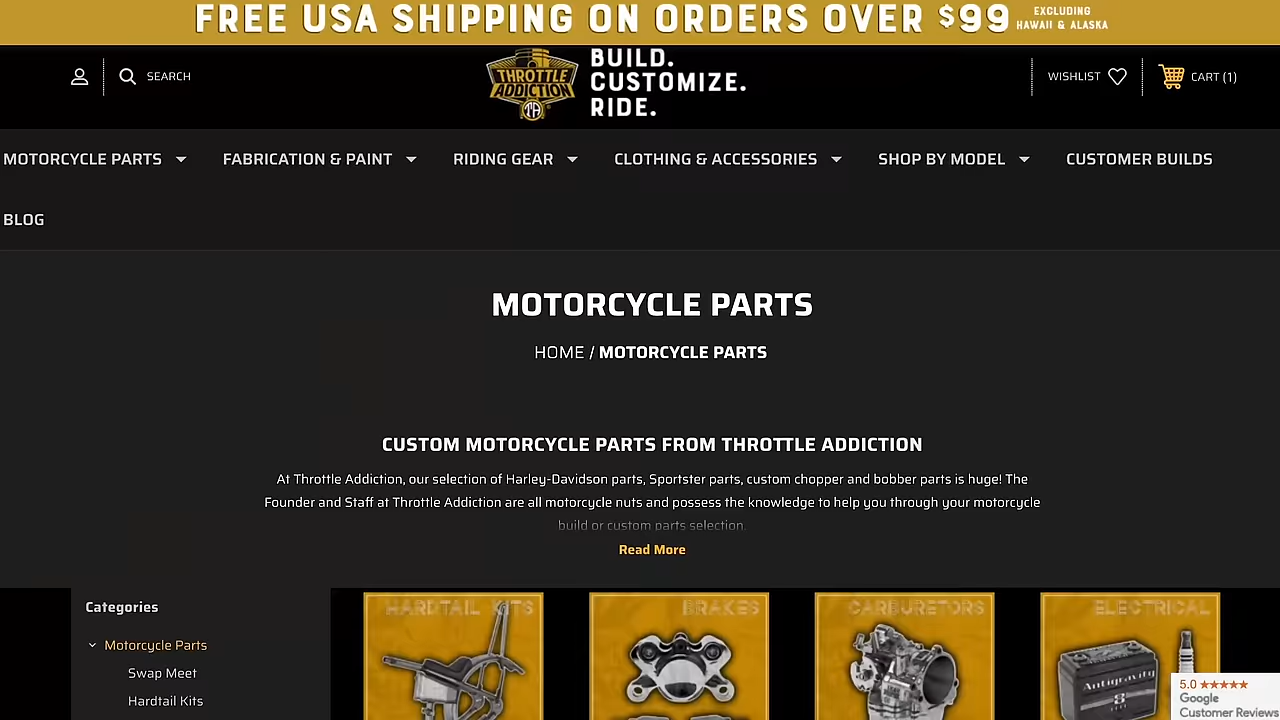 FREE USA SHIPPING ON ORDERS OVER $99 EXCLUDING HAWAII & ALASKA
SEARCH
THROTTLE ADDICTION
TA
BUILD.
CUSTOMIZE.
RIDE.
WISHLIST
CART (1)
MOTORCYCLE PARTS
FABRICATION & PAINT
RIDING GEAR
CLOTHING & ACCESSORIES
SHOP BY MODEL
CUSTOMER BUILDS
BLOG
MOTORCYCLE PARTS
HOME / MOTORCYCLE PARTS
CUSTOM MOTORCYCLE PARTS FROM THROTTLE ADDICTION
At Throttle Addiction, our selection of Harley-Davidson parts, Sportster parts, custom chopper and bobber parts is huge! The
Founder and Staff at Throttle Addiction are all motorcycle nuts and possess the knowledge to help you through your motorcycle
build or custom parts selection.
Read More
Categories
Motorcycle Parts
Swap Meet
Hardtail Kits
HARDTAIL KITS
BRAKES
CARBURETORS
ELECTRICAL
Antigravity
8
5.0 ★★★★★
Google
Customer Reviews